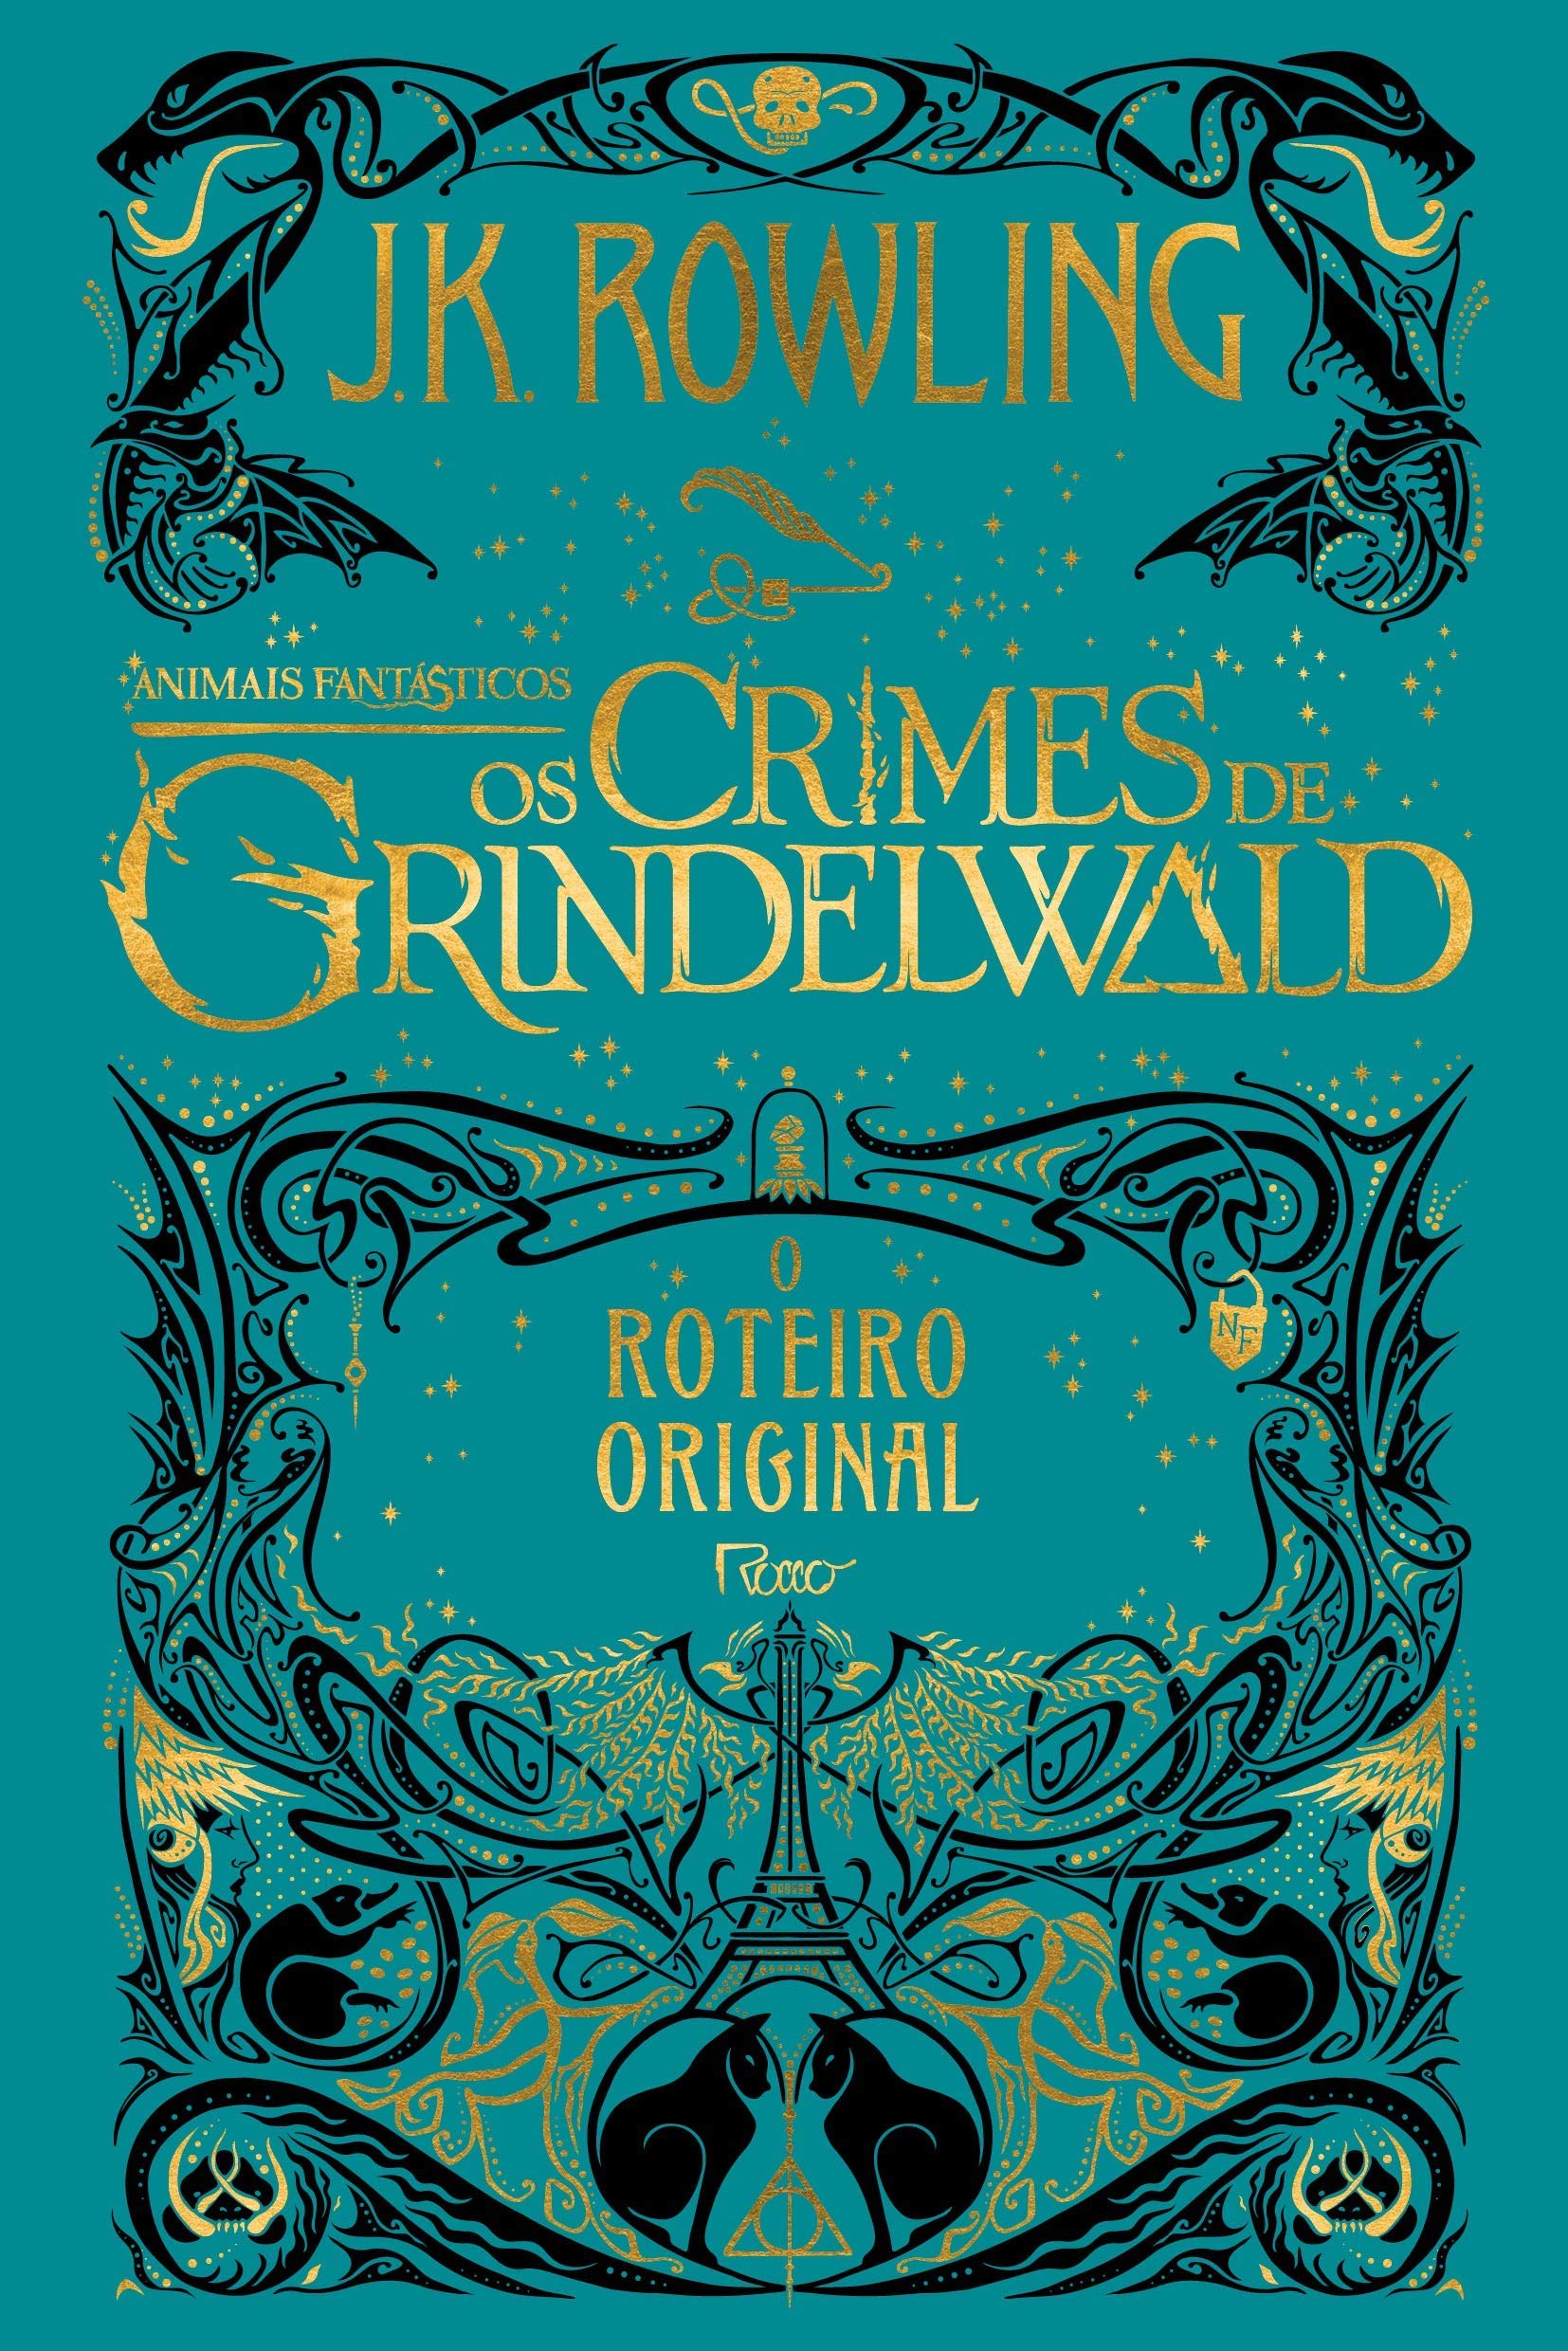 J.K. ROWLING
ANIMAIS FANTÁSTICOS
OS CRIMES DE
GRINDELWALD
O
ROTEIRO
ORIGINAL
NF
Rocco